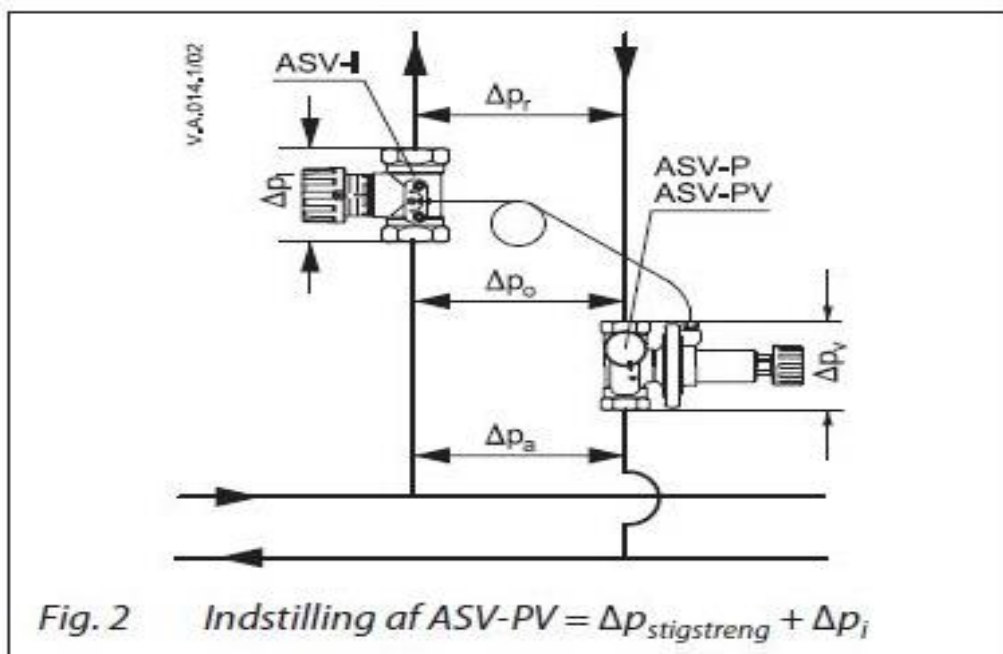 V.A.014.1/02
ASV-I
Δpr
Δpi
ASV-P
ASV-PV
Δpo
Δpv
Δpa
Fig. 2 Indstilling af ASV-PV = Δpstigstreng + Δpi